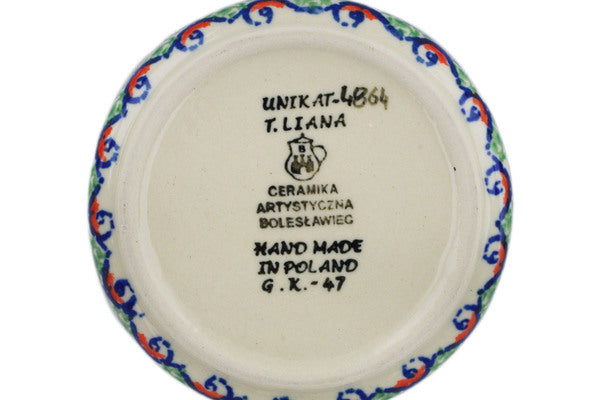 UNIKAT-4864
T. LIANA
B
CERAMIKA
ARTYSTYCZNA
BOLESŁAWIEC
HAND MADE
IN POLAND
G.K.-47